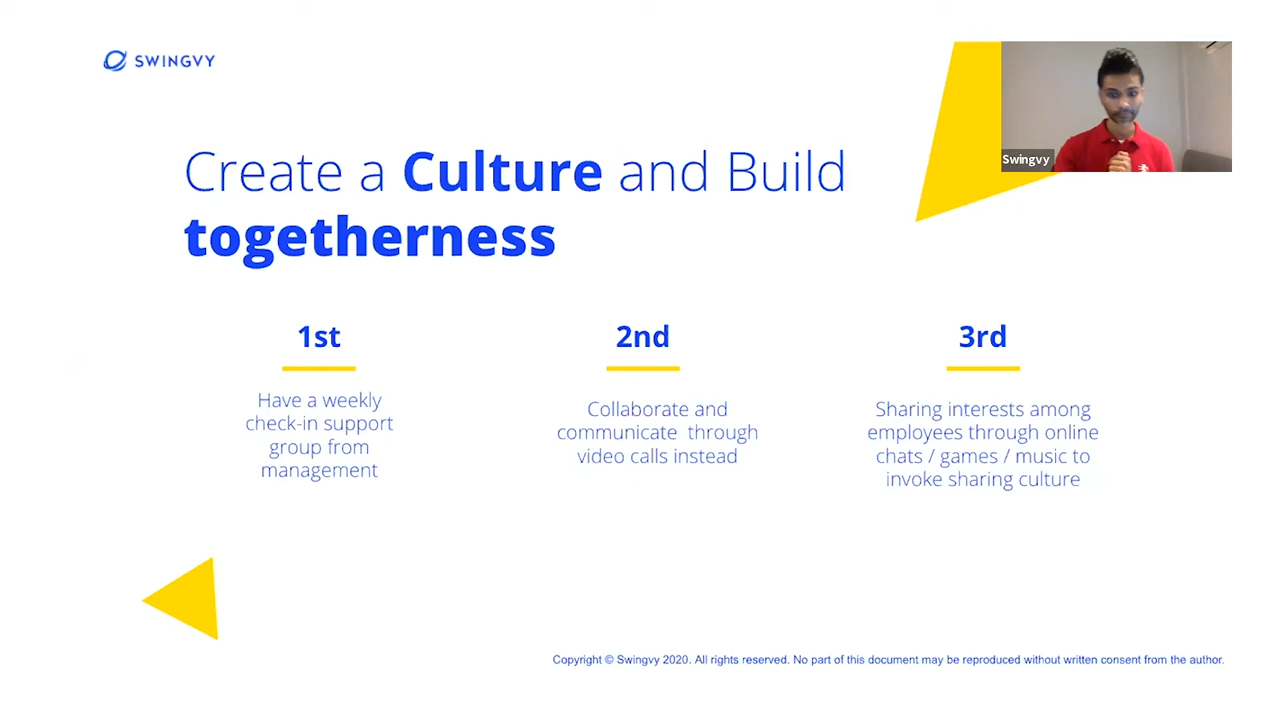 SWINGVY
Swingvy
Create a Culture and Build
togetherness
1st
Have a weekly
check-in support
group from
management
2nd
Collaborate and
communicate through
video calls instead
3rd
Sharing interests among
employees through online
chats / games / music to
invoke sharing culture
Copyright © Swingvy 2020. All rights reserved. No part of this document may be reproduced without written consent from the author.